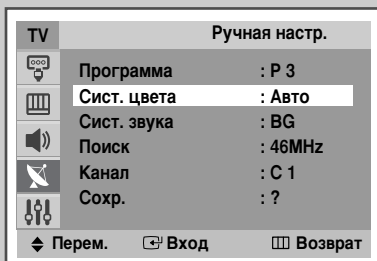 TV Ручная настр.
Программа : P 3
Сист. цвета : Авто
Сист. звука : BG
Поиск : 46MHz
Канал : C 1
Сохр. : ?
Перем. Вход Возврат